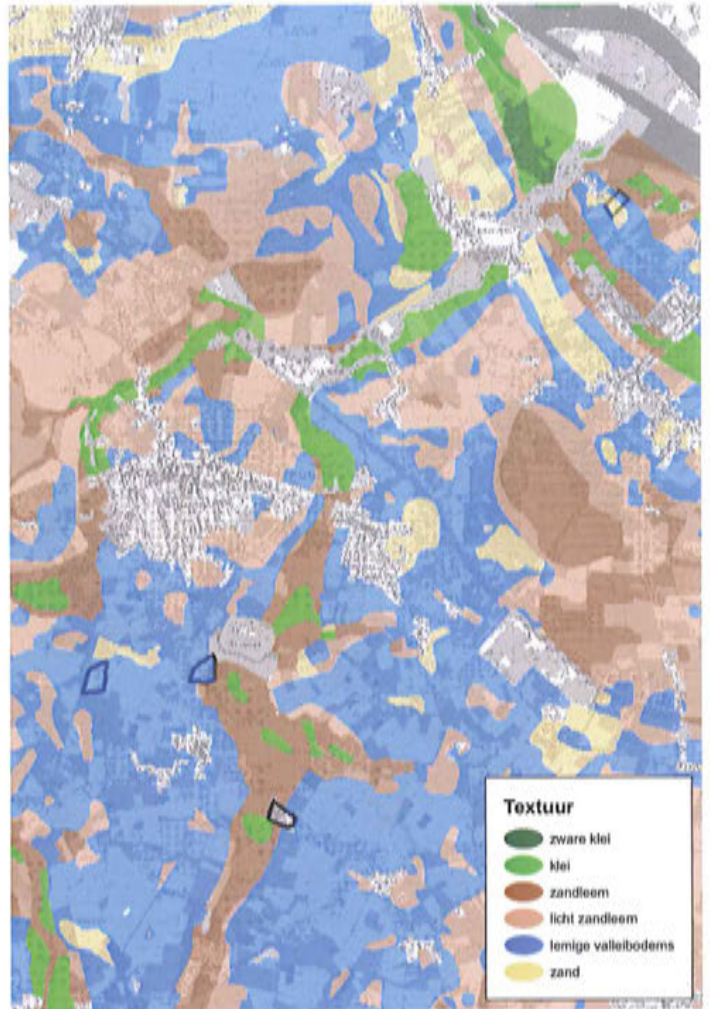 Textuur
zware klei
klei
zandleem
licht zandleem
lemige valleibodems
zand